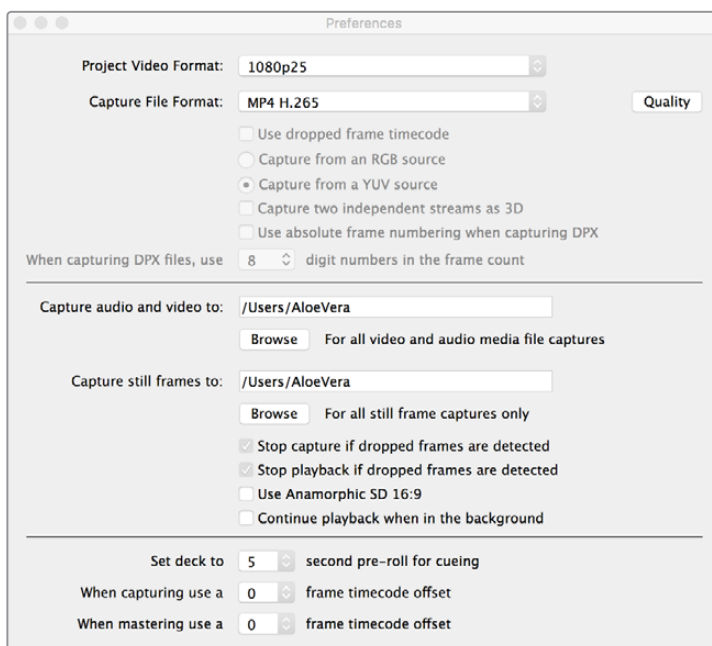 Preferences
Project Video Format: 1080p25
Capture File Format: MP4 H.265 Quality
Use dropped frame timecode
Capture from an RGB source
Capture from a YUV source
Capture two independent streams as 3D
Use absolute frame numbering when capturing DPX
When capturing DPX files, use 8 digit numbers in the frame count
Capture audio and video to: /Users/AloeVera
Browse For all video and audio media file captures
Capture still frames to: /Users/AloeVera
Browse For all still frame captures only
Stop capture if dropped frames are detected
Stop playback if dropped frames are detected
Use Anamorphic SD 16:9
Continue playback when in the background
Set deck to 5 second pre-roll for cueing
When capturing use a 0 frame timecode offset
When mastering use a 0 frame timecode offset